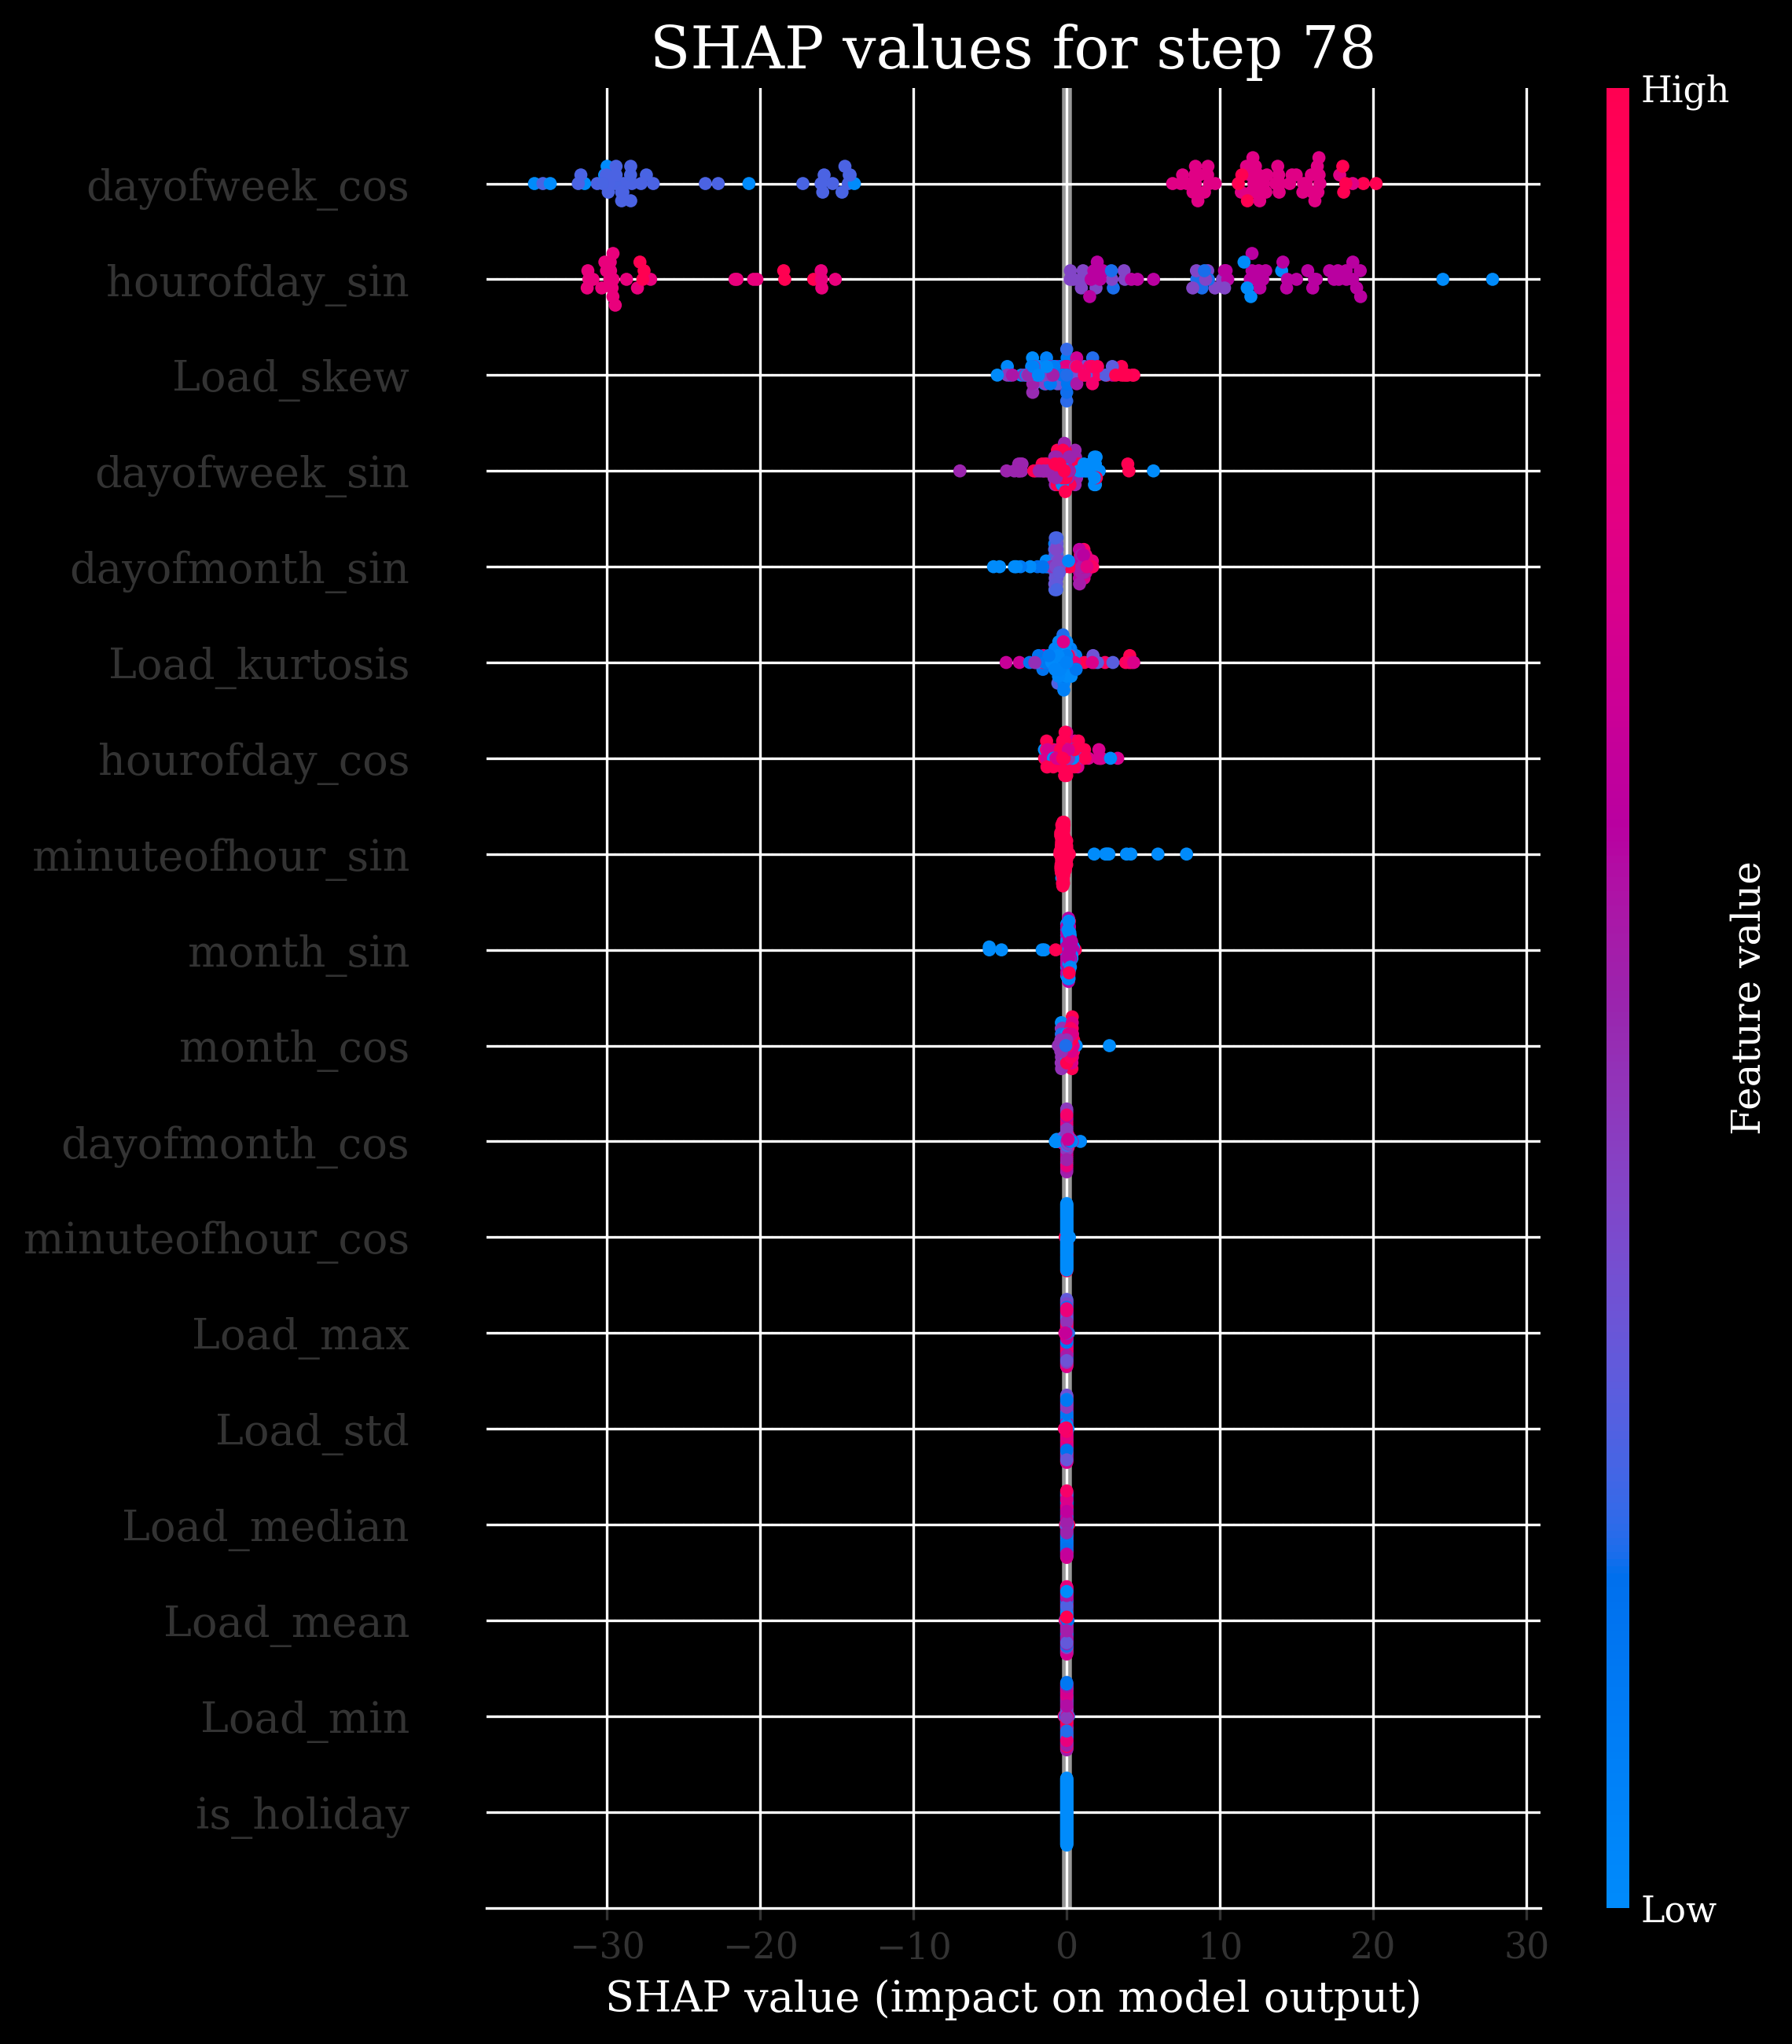 SHAP values for step 78
High
dayofweek_cos
hourofday_sin
Load_skew
dayofweek_sin
dayofmonth_sin
Load_kurtosis
hourofday_cos
minuteofhour_sin
month_sin
month_cos
dayofmonth_cos
minuteofhour_cos
Load_max
Load_std
Load_median
Load_mean
Load_min
is_holiday
Feature value
Low
−30 −20 −10 0 10 20 30
SHAP value (impact on model output)